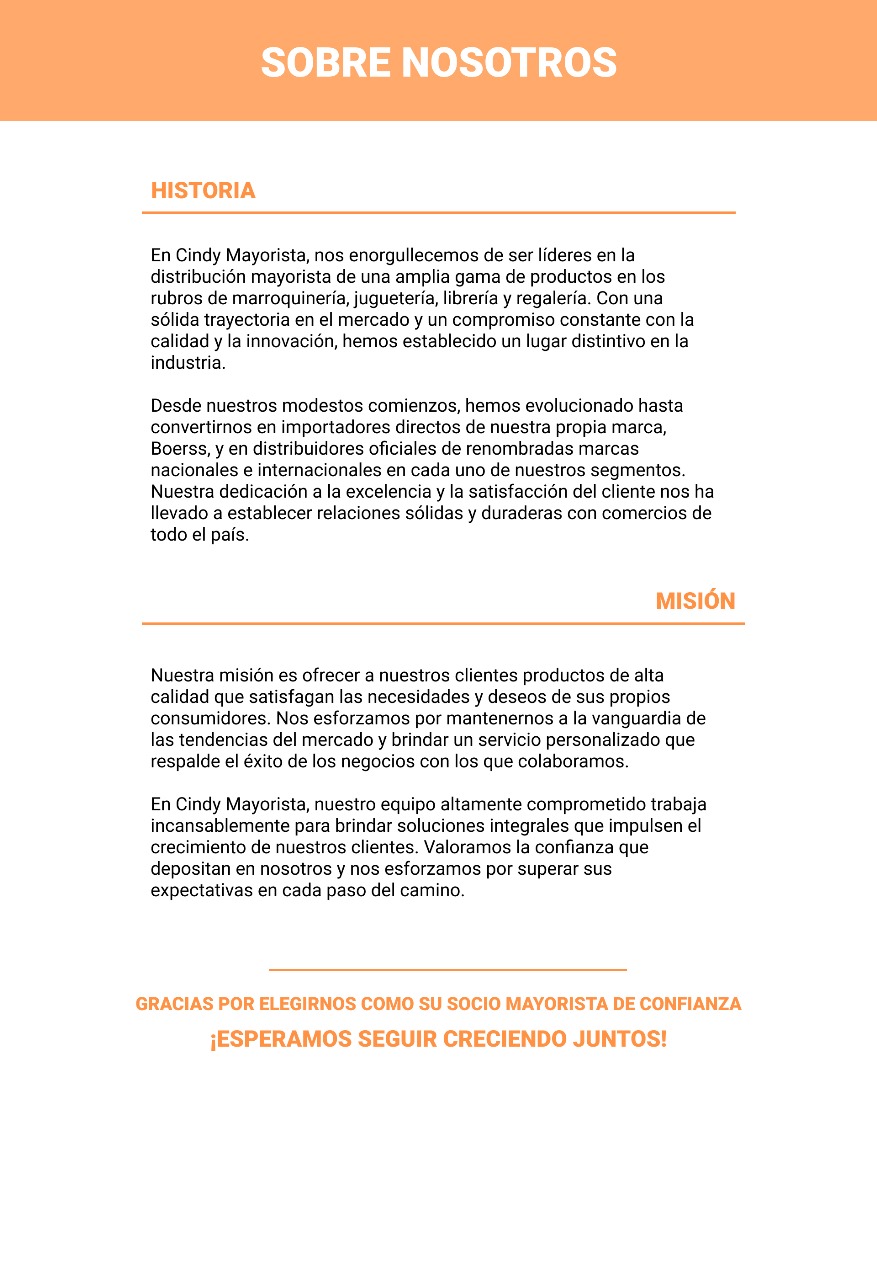 SOBRE NOSOTROS
HISTORIA
En Cindy Mayorista, nos enorgullecemos de ser líderes en la
distribución mayorista de una amplia gama de productos en los
rubros de marroquinería, juguetería, librería y regalería. Con una
sólida trayectoria en el mercado y un compromiso constante con la
calidad y la innovación, hemos establecido un lugar distintivo en la
industria.
Desde nuestros modestos comienzos, hemos evolucionado hasta
convertirnos en importadores directos de nuestra propia marca,
Boerss, y en distribuidores oficiales de renombradas marcas
nacionales e internacionales en cada uno de nuestros segmentos.
Nuestra dedicación a la excelencia y la satisfacción del cliente nos ha
llevado a establecer relaciones sólidas y duraderas con comercios de
todo el país.
MISIÓN
Nuestra misión es ofrecer a nuestros clientes productos de alta
calidad que satisfagan las necesidades y deseos de sus propios
consumidores. Nos esforzamos por mantenernos a la vanguardia de
las tendencias del mercado y brindar un servicio personalizado que
respalde el éxito de los negocios con los que colaboramos.
En Cindy Mayorista, nuestro equipo altamente comprometido trabaja
incansablemente para brindar soluciones integrales que impulsen el
crecimiento de nuestros clientes. Valoramos la confianza que
depositan en nosotros y nos esforzamos por superar sus
expectativas en cada paso del camino.
GRACIAS POR ELEGIRNOS COMO SU SOCIO MAYORISTA DE CONFIANZA
¡ESPERAMOS SEGUIR CRECIENDO JUNTOS!